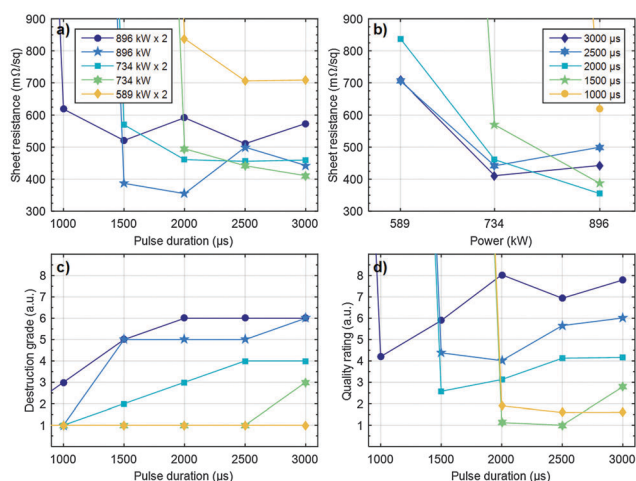 a)
896 kW x 2
896 kW
734 kW x 2
734 kW
589 kW x 2
900
800
700
600
500
400
300
Sheet resistance (mΩ/sq)
1000 1500 2000 2500 3000
Pulse duration (µs)
b)
3000 µs
2500 µs
2000 µs
1500 µs
1000 µs
900
800
700
600
500
400
300
Sheet resistance (mΩ/sq)
589 734 896
Power (kW)
c)
8
7
6
5
4
3
2
1
Destruction grade (a.u.)
1000 1500 2000 2500 3000
Pulse duration (µs)
d)
8
7
6
5
4
3
2
1
Quality rating (a.u.)
1000 1500 2000 2500 3000
Pulse duration (µs)